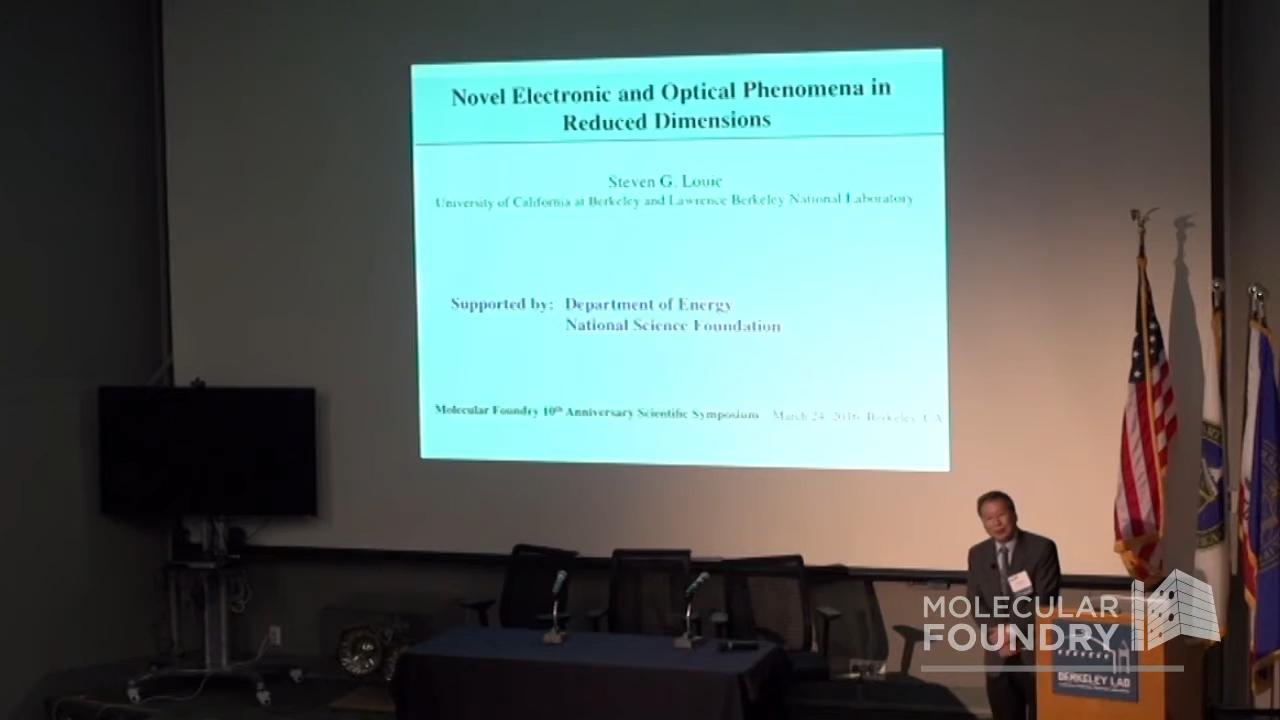 Novel Electronic and Optical Phenomena in
Reduced Dimensions
Steven G. Louie
University of California at Berkeley and Lawrence Berkeley National Laboratory
Supported by: Department of Energy
National Science Foundation
Molecular Foundry 10th Anniversary Scientific Symposium March 24, 2016, Berkeley, CA
MOLECULAR
FOUNDRY
BERKELEY LAB